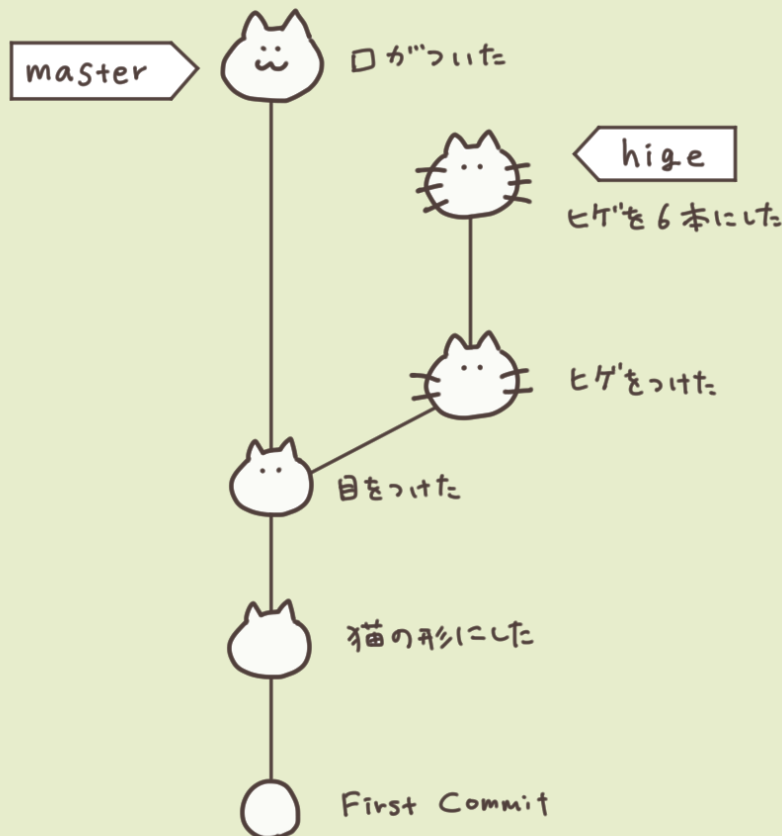 master
口がついた
hige
ヒゲを6本にした
ヒゲをつけた
目をつけた
猫の形にした
First Commit